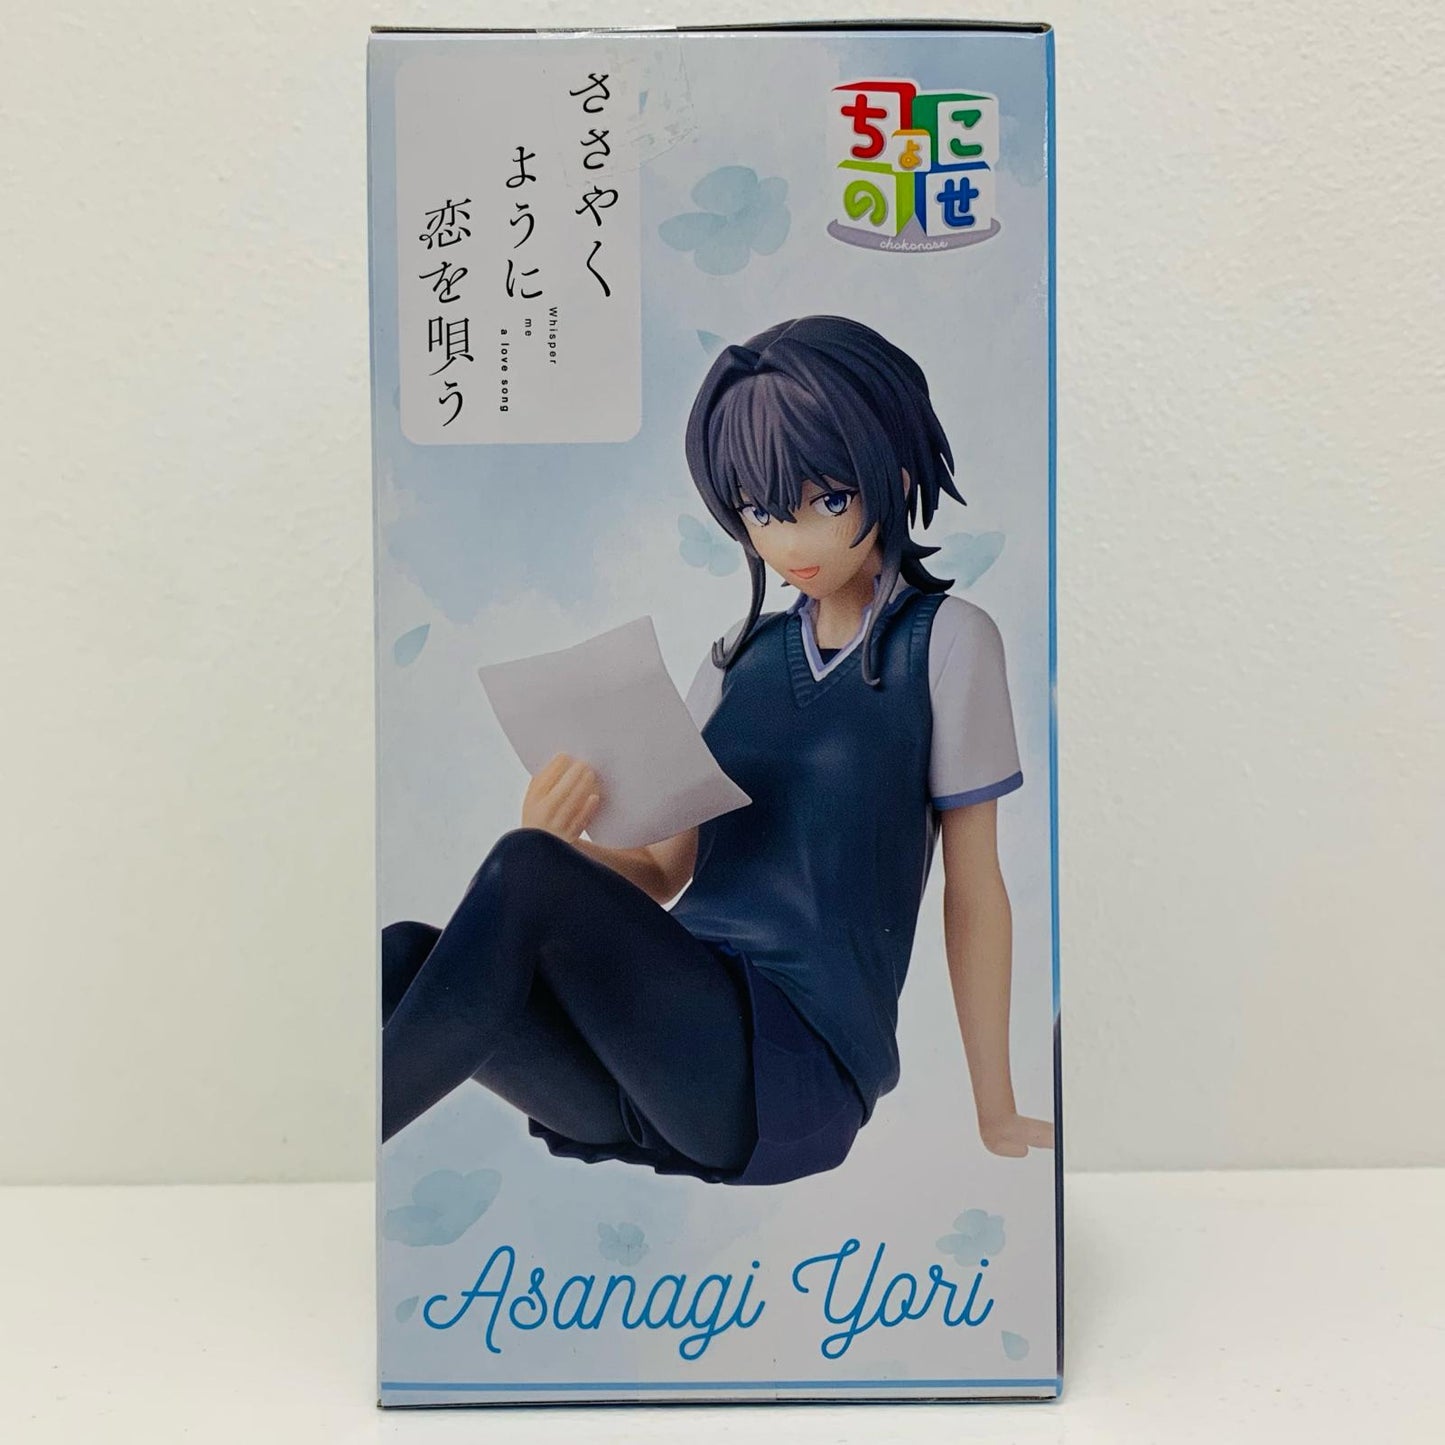 ささやく
ように
恋を唄う
Whisper
me
a love song
ちょこ
のせ
chokonose
Asanagi Yori